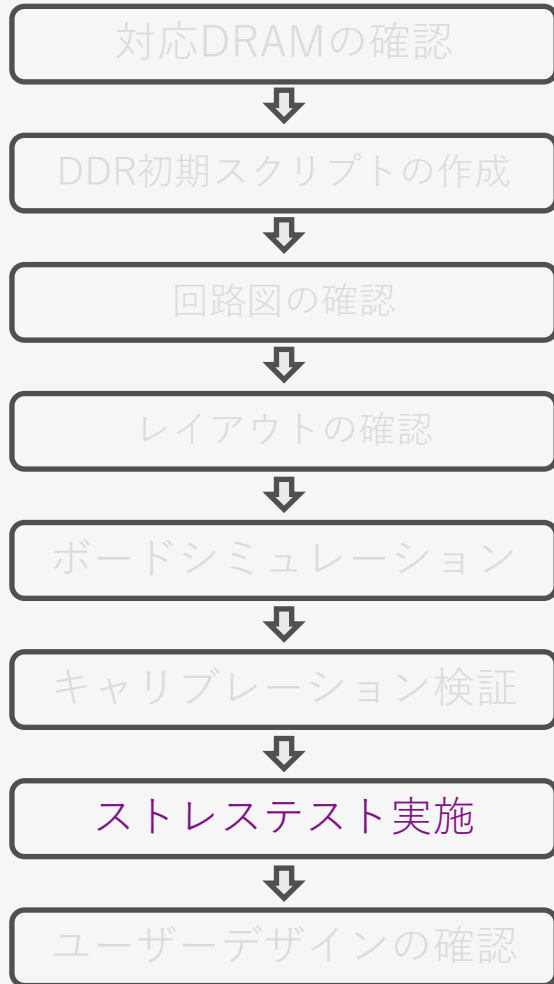 対応DRAMの確認
DDR初期スクリプトの作成
回路図の確認
レイアウトの確認
ボードシミュレーション
キャリブレーション検証
ストレステスト実施
ユーザーデザインの確認